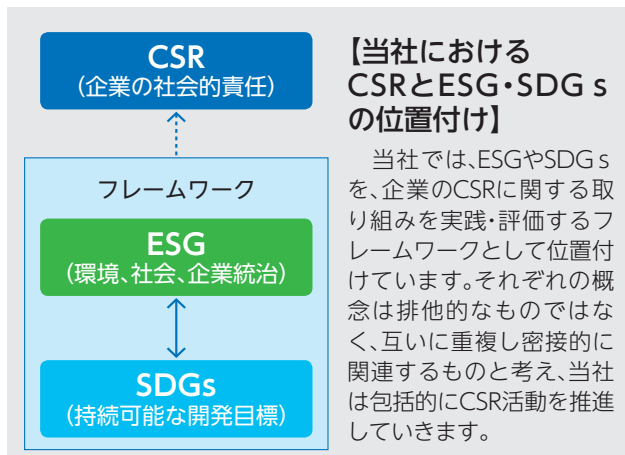 CSR
(企業の社会的責任)
フレームワーク
ESG
(環境、社会、企業統治)
SDGs
(持続可能な開発目標)
【当社における
CSRとESG・SDGs
の位置付け】
当社では、ESGやSDGs
を、企業のCSRに関する取
り組みを実践・評価するフ
レームワークとして位置付
けています。それぞれの概
念は排他的なものではな
く、互いに重複し密接的に
関連するものと考え、当社
は包括的にCSR活動を推進
していきます。